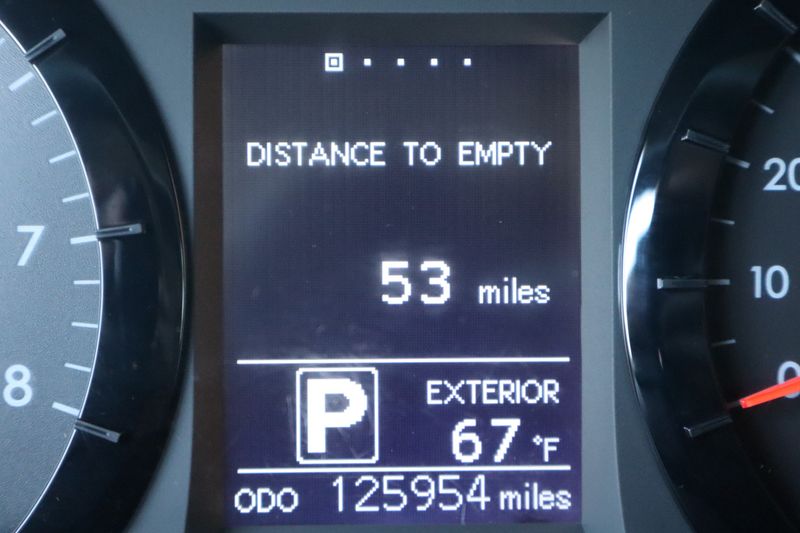 DISTANCE TO EMPTY
53 miles
P
EXTERIOR
67 °F
ODO 125954 miles
7
8
20
10
0